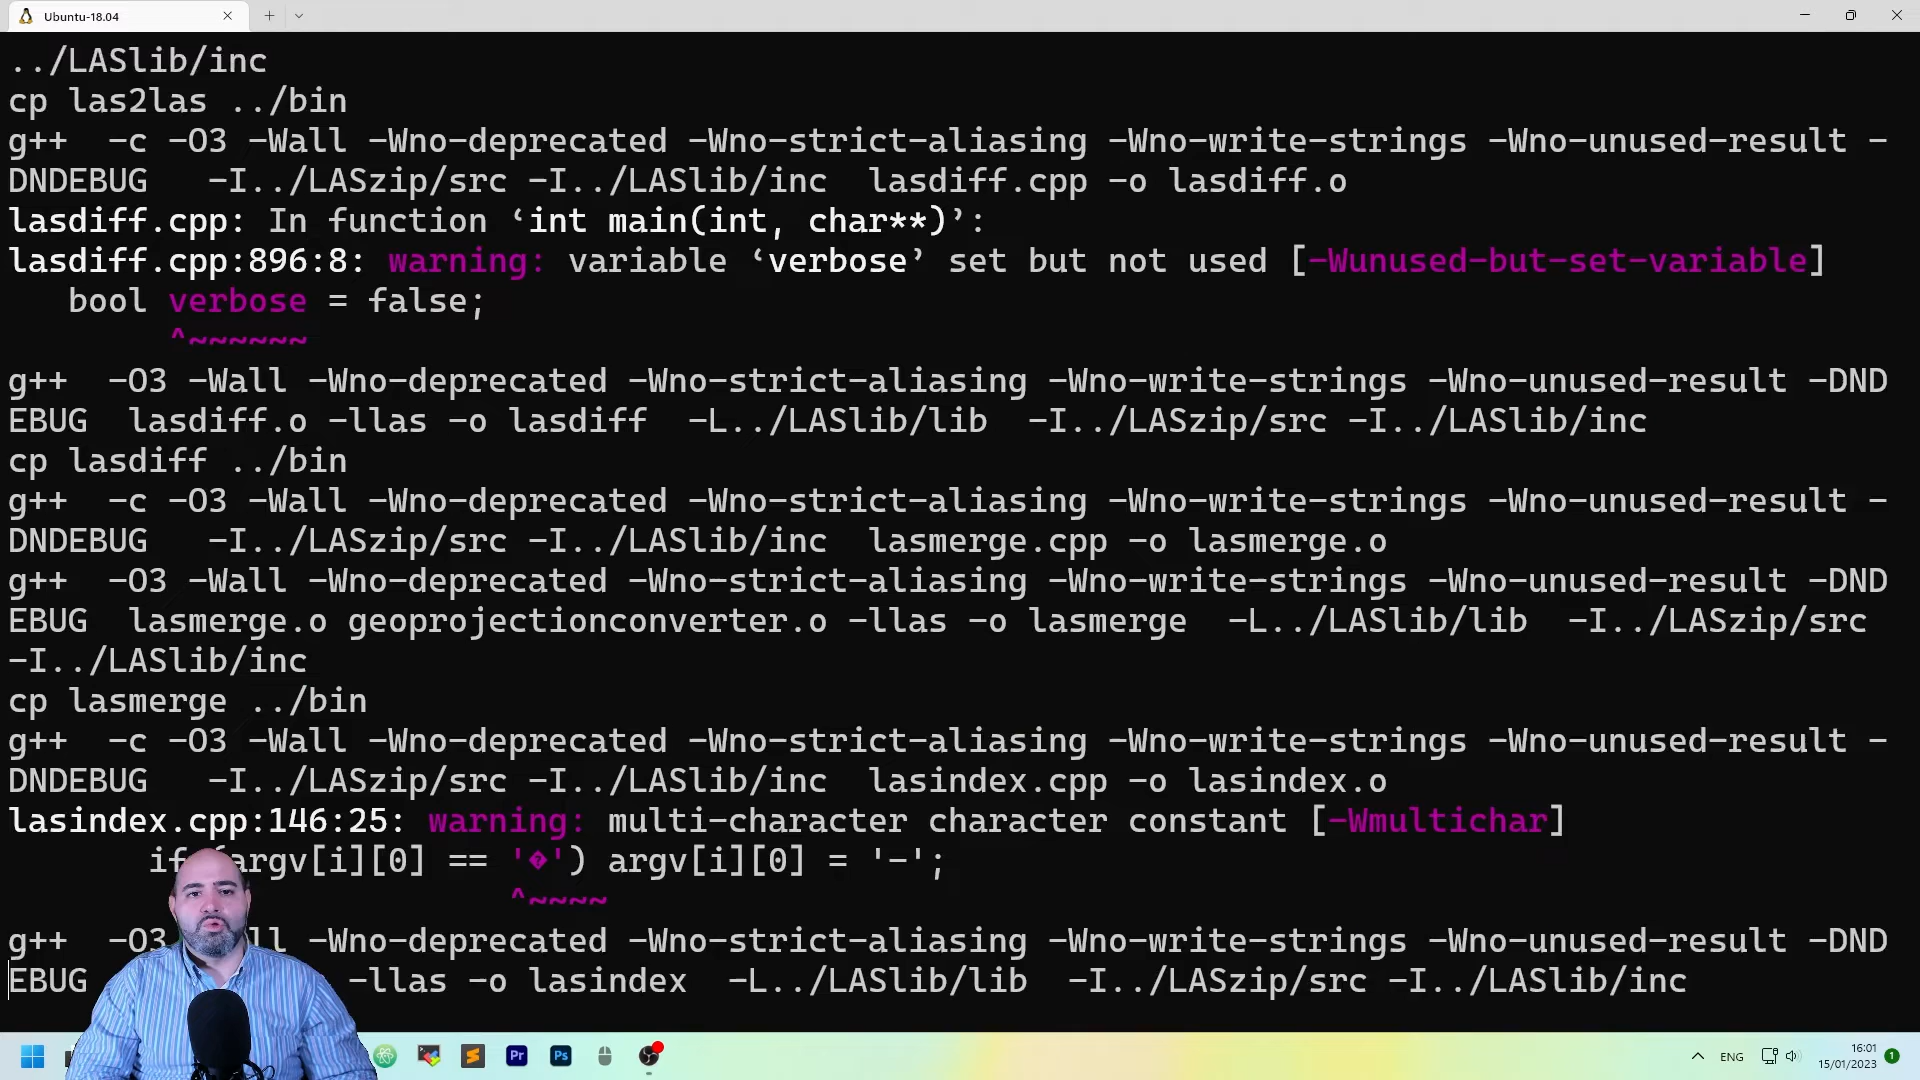 Ubuntu-18.04
../LASlib/inc
cp las2las ../bin
g++  -c -O3 -Wall -Wno-deprecated -Wno-strict-aliasing -Wno-write-strings -Wno-unused-result -
DNDEBUG   -I../LASzip/src -I../LASlib/inc  lasdiff.cpp -o lasdiff.o
lasdiff.cpp: In function ‘int main(int, char**)’:
lasdiff.cpp:896:8: warning: variable ‘verbose’ set but not used [-Wunused-but-set-variable]
   bool verbose = false;
        ^~~~~~~
g++  -O3 -Wall -Wno-deprecated -Wno-strict-aliasing -Wno-write-strings -Wno-unused-result -DND
EBUG  lasdiff.o -llas -o lasdiff  -L../LASlib/lib  -I../LASzip/src -I../LASlib/inc
cp lasdiff ../bin
g++  -c -O3 -Wall -Wno-deprecated -Wno-strict-aliasing -Wno-write-strings -Wno-unused-result -
DNDEBUG   -I../LASzip/src -I../LASlib/inc  lasmerge.cpp -o lasmerge.o
g++  -O3 -Wall -Wno-deprecated -Wno-strict-aliasing -Wno-write-strings -Wno-unused-result -DND
EBUG  lasmerge.o geoprojectionconverter.o -llas -o lasmerge  -L../LASlib/lib  -I../LASzip/src
-I../LASlib/inc
cp lasmerge ../bin
g++  -c -O3 -Wall -Wno-deprecated -Wno-strict-aliasing -Wno-write-strings -Wno-unused-result -
DNDEBUG   -I../LASzip/src -I../LASlib/inc  lasindex.cpp -o lasindex.o
lasindex.cpp:146:25: warning: multi-character character constant [-Wmultichar]
       if argv[i][0] == '�') argv[i][0] = '-';
                         ^~~~~
g++  -O3 -Wno-deprecated -Wno-strict-aliasing -Wno-write-strings -Wno-unused-result -DND
EBUG -llas -o lasindex  -L../LASlib/lib  -I../LASzip/src -I../LASlib/inc
Pr
Ps
ENG
16:01
15/01/2023
1